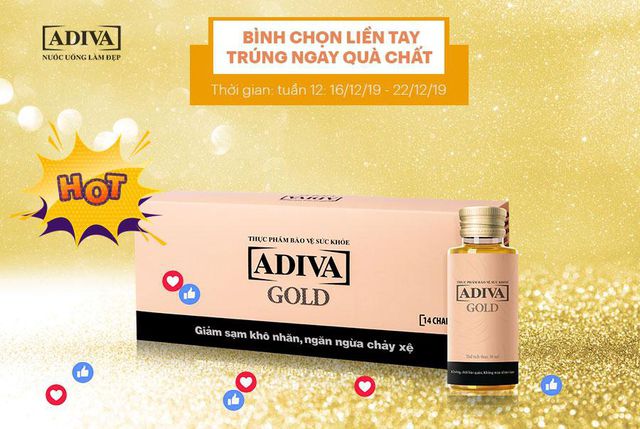 ADIVA
NƯỚC UỐNG LÀM ĐẸP
BÌNH CHỌN LIỀN TAY
TRÚNG NGAY QUÀ CHẤT
Thời gian: tuần 12: 16/12/19 - 22/12/19
HOT
ADIVA
THỰC PHẨM BẢO VỆ SỨC KHỎE
ADIVA
GOLD
14 CHAI
Giảm sạm khô nhăn, ngăn ngừa chảy xệ
THỰC PHẨM BẢO VỆ SỨC KHỎE
ADIVA
GOLD